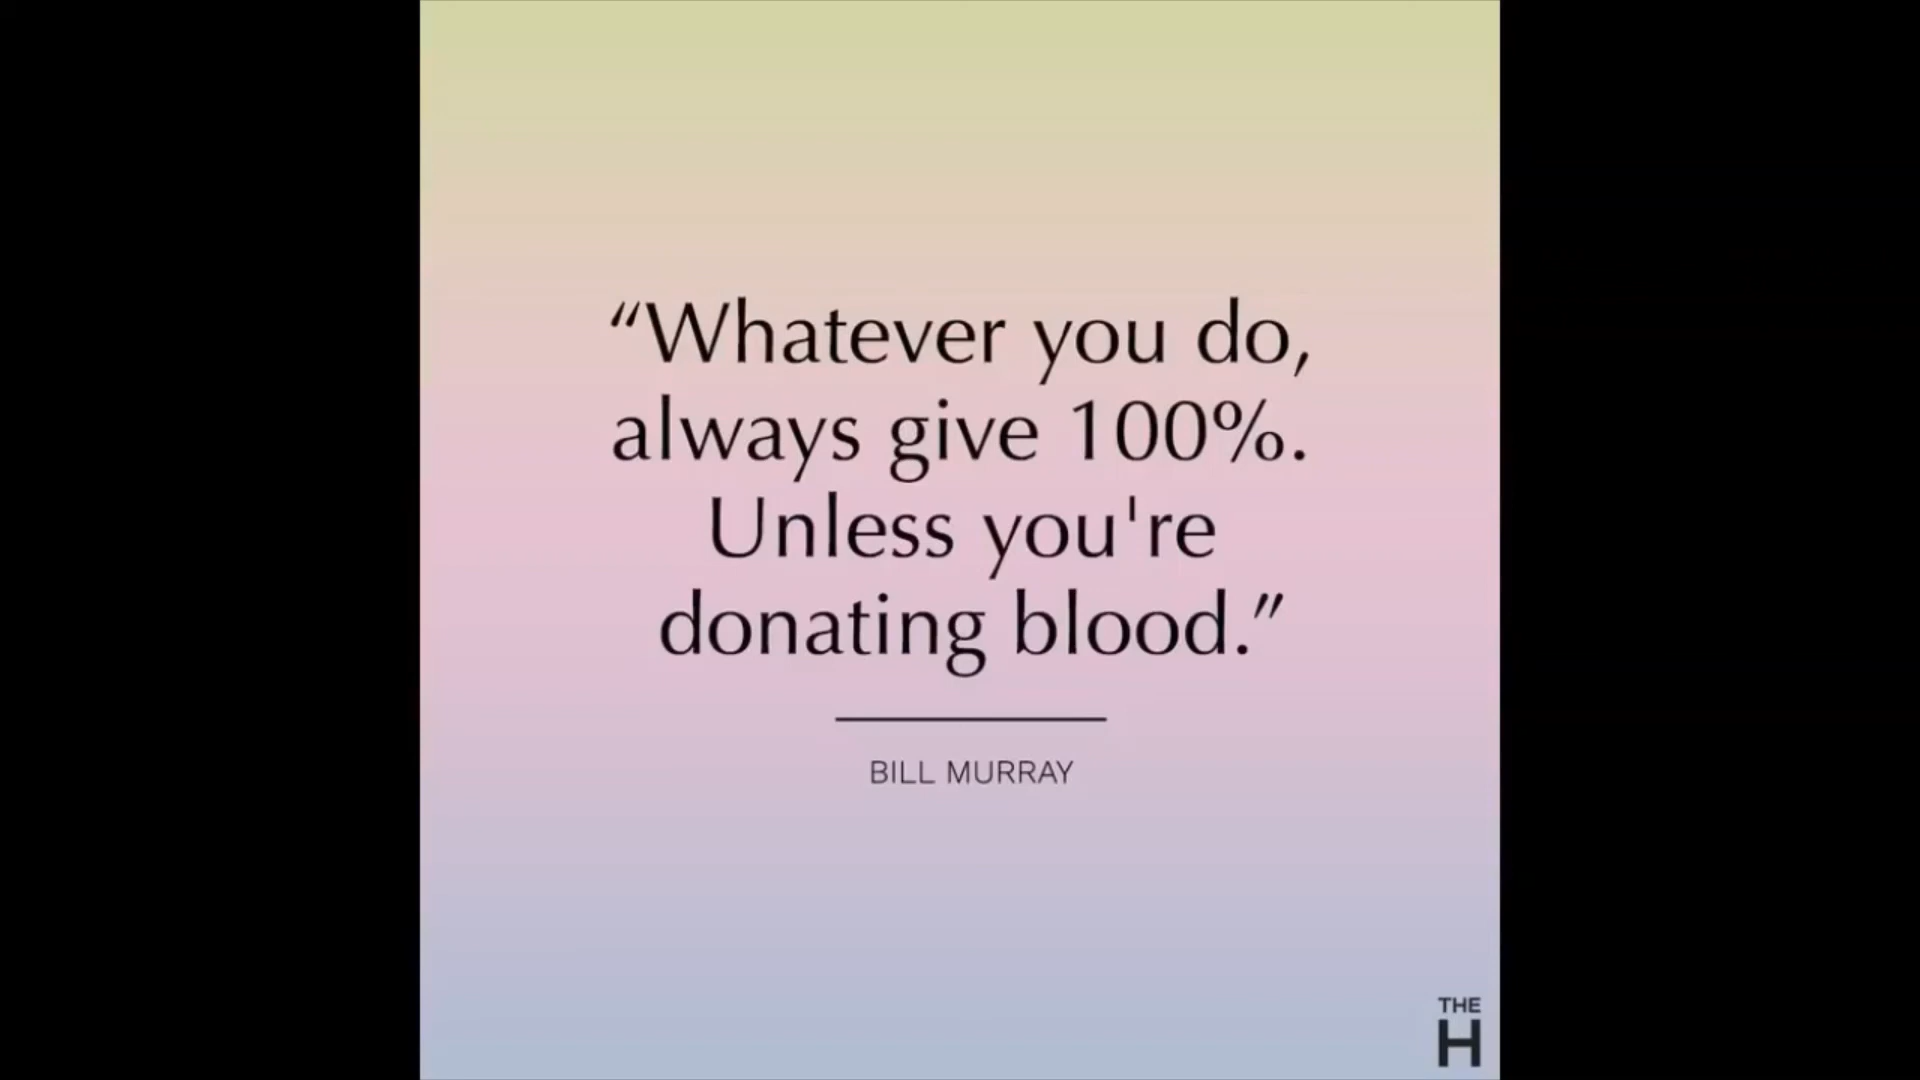 “Whatever you do,
always give 100%.
Unless you're
donating blood.”
BILL MURRAY
THE
H